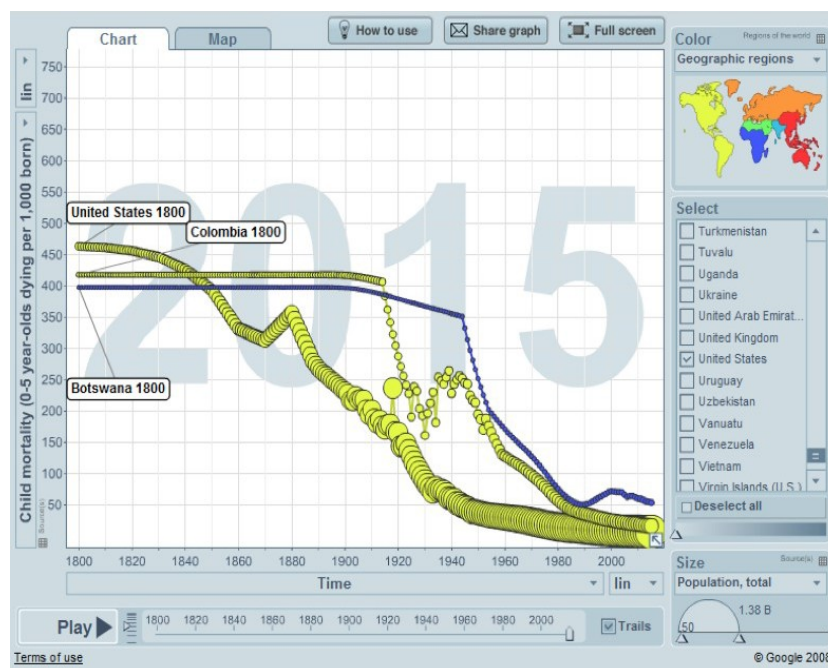 Chart
Map
How to use
Share graph
Full screen
Color
Regions of the world
Geographic regions
Child mortality (0-5 year-olds dying per 1,000 born)
lin
Source(s)
750
700
650
600
550
500
450
400
350
300
250
200
150
100
50
2015
United States 1800
Colombia 1800
Botswana 1800
1800 1820 1840 1860 1880 1900 1920 1940 1960 1980 2000
Time
lin
Select
Turkmenistan
Tuvalu
Uganda
Ukraine
United Arab Emirat...
United Kingdom
United States
Uruguay
Uzbekistan
Vanuatu
Venezuela
Vietnam
Virgin Islands (U.S.)
Deselect all
Size
Source(s)
Population, total
1.38 B
50
Play
1800 1820 1840 1860 1880 1900 1920 1940 1960 1980 2000
Trails
Terms of use
© Google 2008